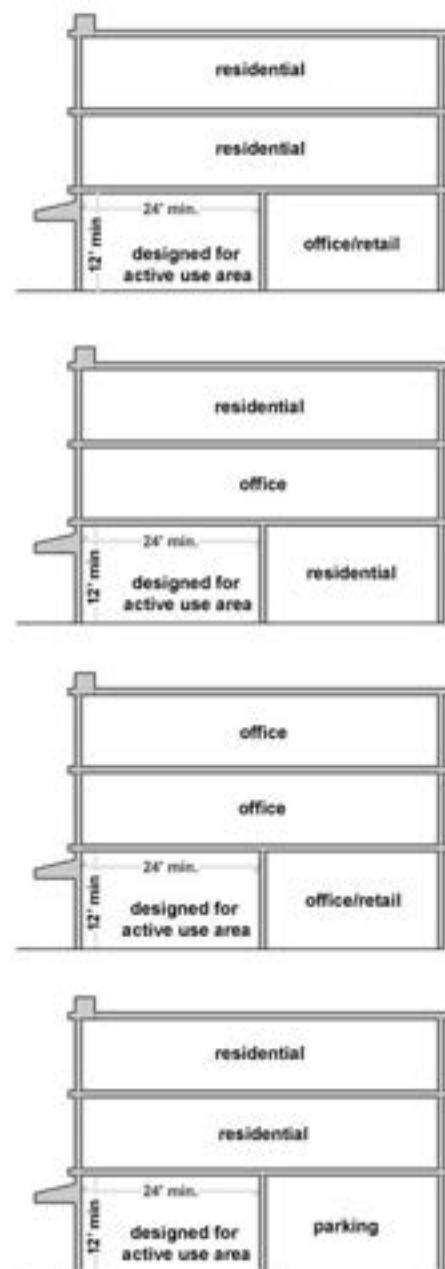 residential
residential
24' min.
12' min
designed for
active use area
office/retail
residential
office
24' min.
12' min
designed for
active use area
residential
office
office
24' min.
12' min
designed for
active use area
office/retail
residential
residential
24' min.
12' min
designed for
active use area
parking